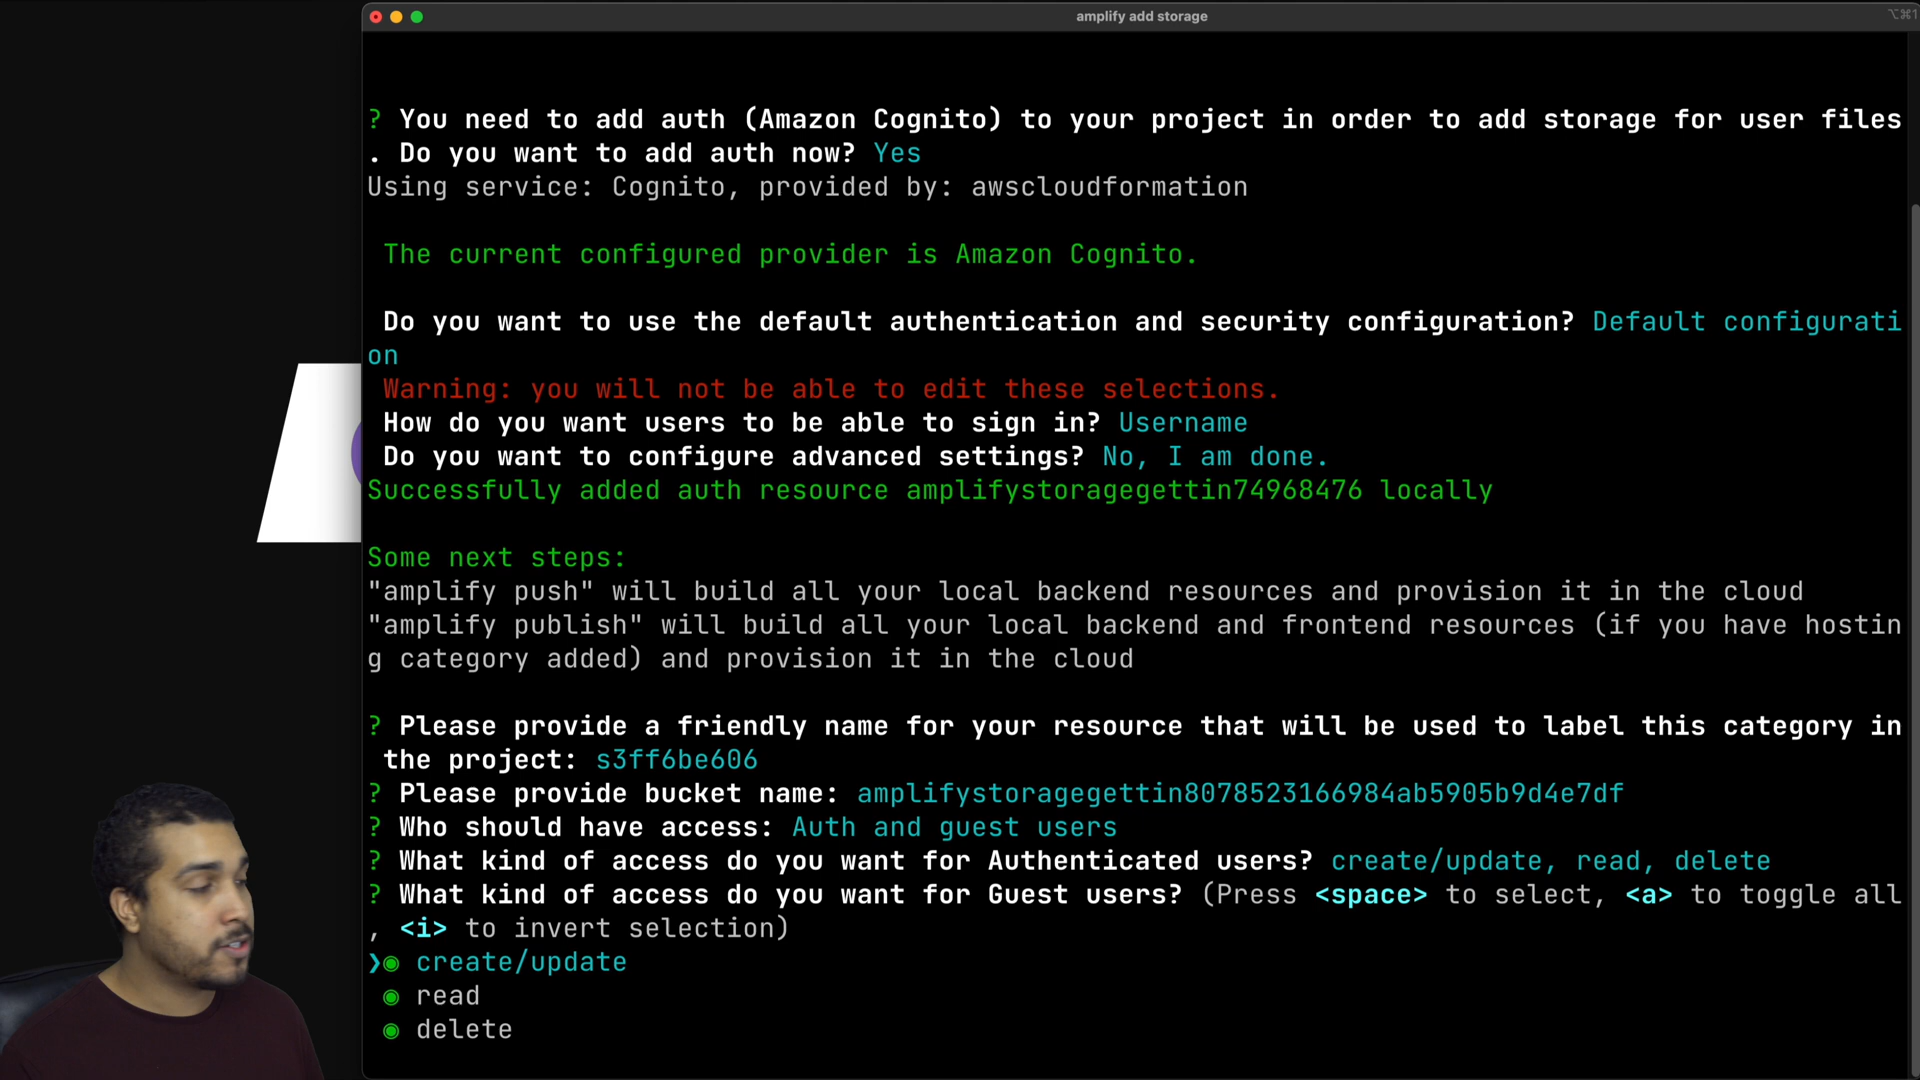 amplify add storage
⌥⌘1
? You need to add auth (Amazon Cognito) to your project in order to add storage for user files
. Do you want to add auth now? Yes
Using service: Cognito, provided by: awscloudformation
The current configured provider is Amazon Cognito.
Do you want to use the default authentication and security configuration? Default configurati
on
Warning: you will not be able to edit these selections.
How do you want users to be able to sign in? Username
Do you want to configure advanced settings? No, I am done.
Successfully added auth resource amplifystoragegettin74968476 locally
Some next steps:
"amplify push" will build all your local backend resources and provision it in the cloud
"amplify publish" will build all your local backend and frontend resources (if you have hostin
g category added) and provision it in the cloud
? Please provide a friendly name for your resource that will be used to label this category in
the project: s3ff6be606
? Please provide bucket name: amplifystoragegettin8078523166984ab5905b9d4e7df
? Who should have access: Auth and guest users
? What kind of access do you want for Authenticated users? create/update, read, delete
? What kind of access do you want for Guest users? (Press <space> to select, <a> to toggle all
, <i> to invert selection)
❯◉ create/update
◉ read
◉ delete